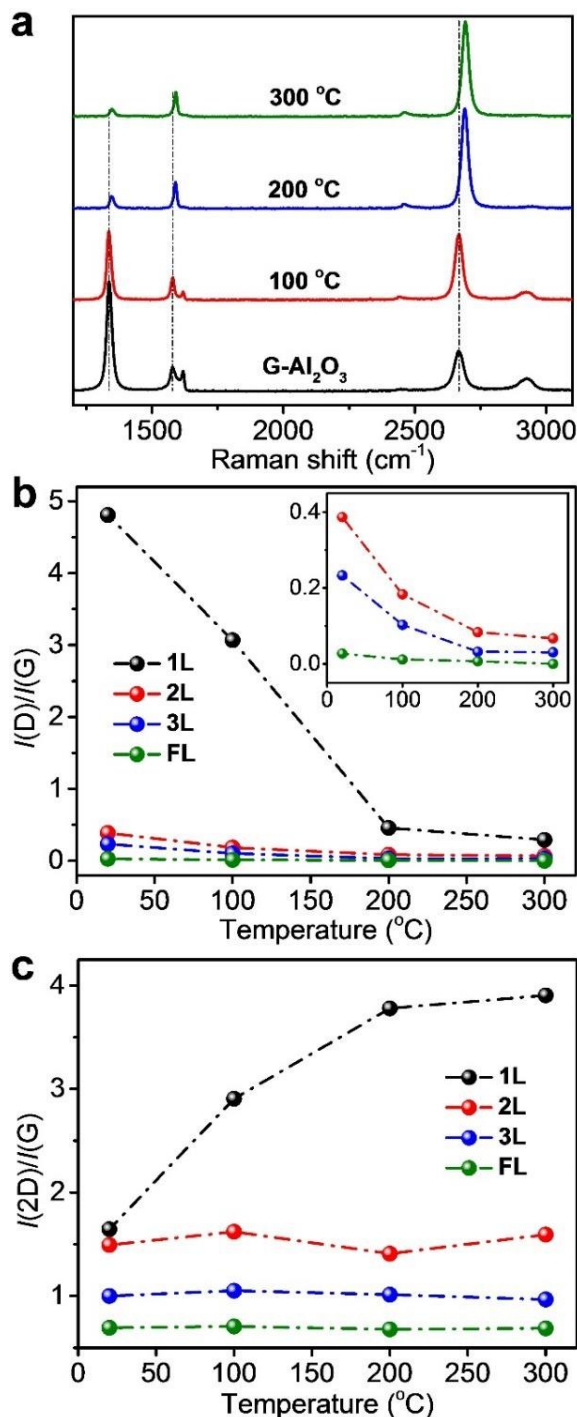 a
300 °C
200 °C
100 °C
G-Al₂O₃
1500 2000 2500 3000
Raman shift (cm⁻¹)
b
5
4
3
2
1
0
I(D)/I(G)
1L
2L
3L
FL
0.4
0.2
0.0
0 100 200 300
0 50 100 150 200 250 300
Temperature (°C)
c
4
3
2
1
I(2D)/I(G)
1L
2L
3L
FL
0 50 100 150 200 250 300
Temperature (°C)